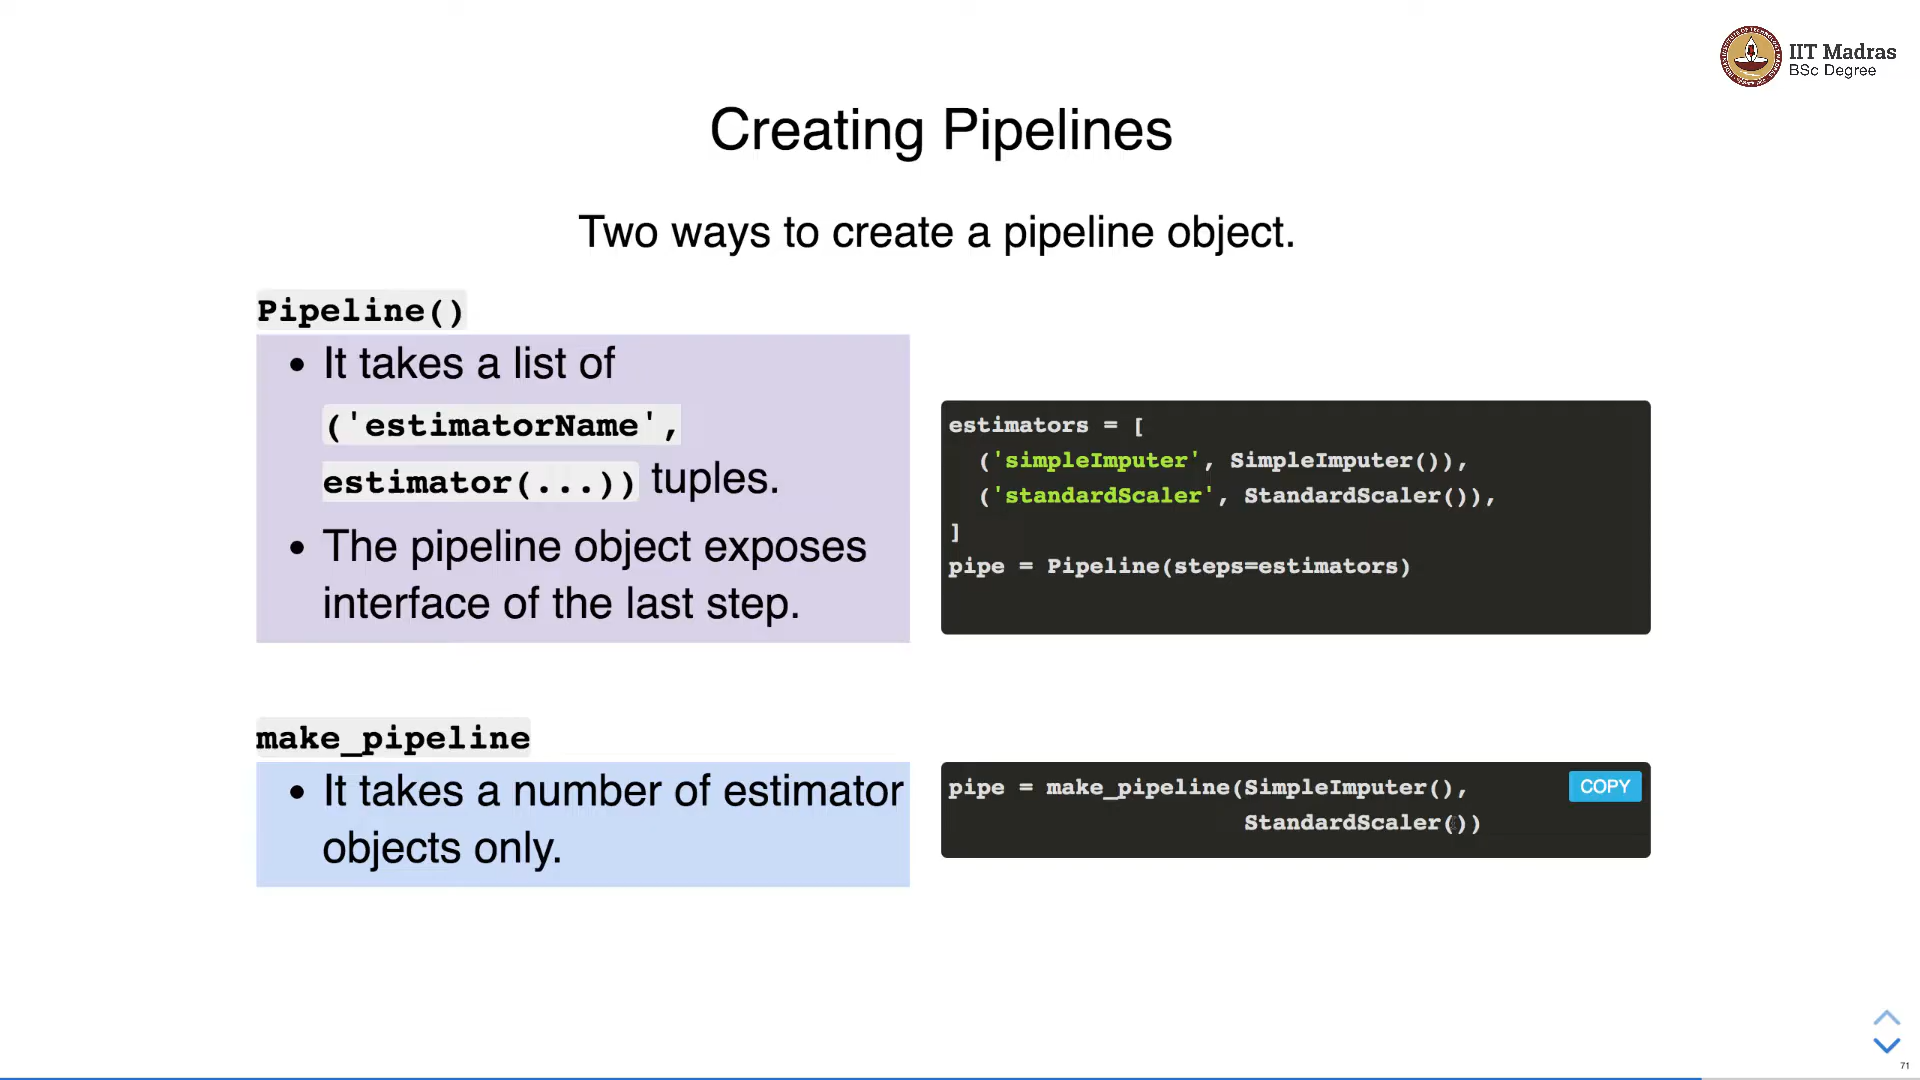 IIT Madras
BSc Degree
Creating Pipelines
Two ways to create a pipeline object.
Pipeline()
• It takes a list of
('estimatorName',
estimator(...)) tuples.
• The pipeline object exposes
interface of the last step.
estimators = [
  ('simpleImputer', SimpleImputer()),
  ('standardScaler', StandardScaler()),
]
pipe = Pipeline(steps=estimators)
make_pipeline
• It takes a number of estimator
objects only.
pipe = make_pipeline(SimpleImputer(),
                     StandardScaler())
COPY
71